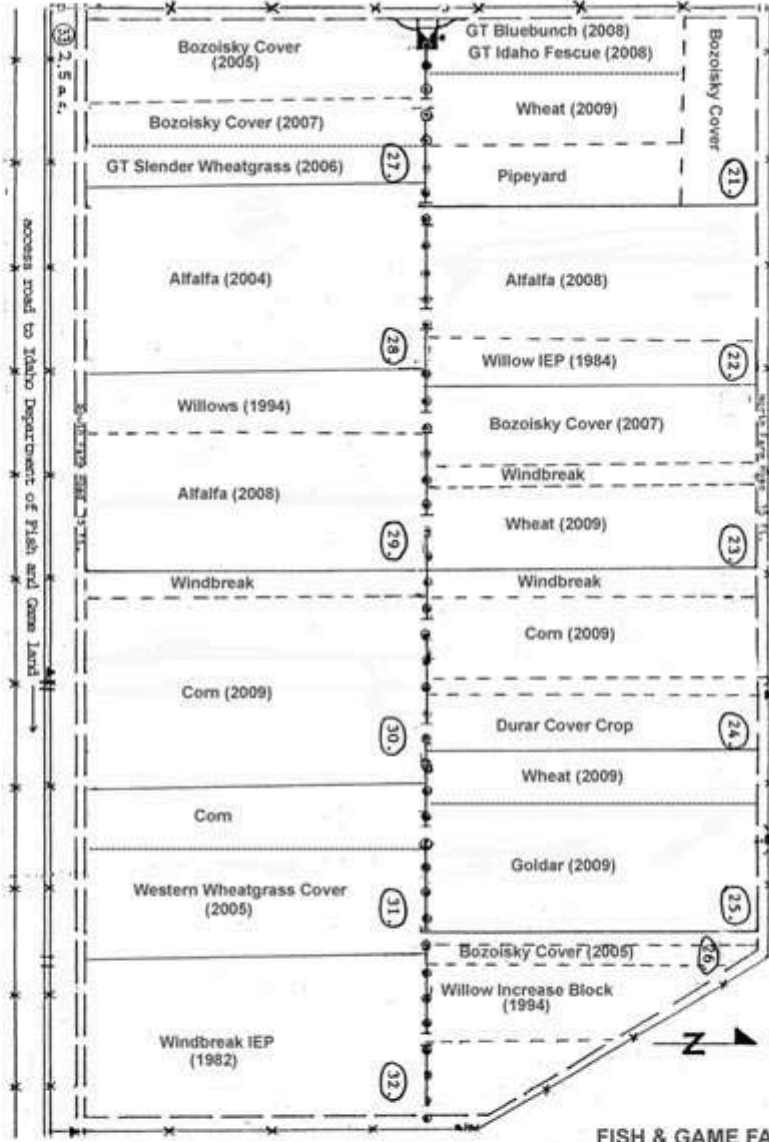 Bozoisky Cover
(2005)
Bozoisky Cover (2007)
GT Slender Wheatgrass (2006)
27.
Alfalfa (2004)
28.
Willows (1994)
Alfalfa (2008)
29.
Windbreak
Corn (2009)
30.
Corn
Western Wheatgrass Cover
(2005)
31.
Windbreak IEP
(1982)
32.
GT Bluebunch (2008)
GT Idaho Fescue (2008)
Wheat (2009)
Pipeyard
Bozoisky Cover
21.
Alfalfa (2008)
Willow IEP (1984)
22.
Bozoisky Cover (2007)
Windbreak
Wheat (2009)
23.
Windbreak
Corn (2009)
Durar Cover Crop
24.
Wheat (2009)
Goldar (2009)
25.
Bozoisky Cover (2005)
26
Willow Increase Block
(1994)
33 2.5 ac.
access road to Idaho Department of Fish and Game Land
N
FISH & GAME FA